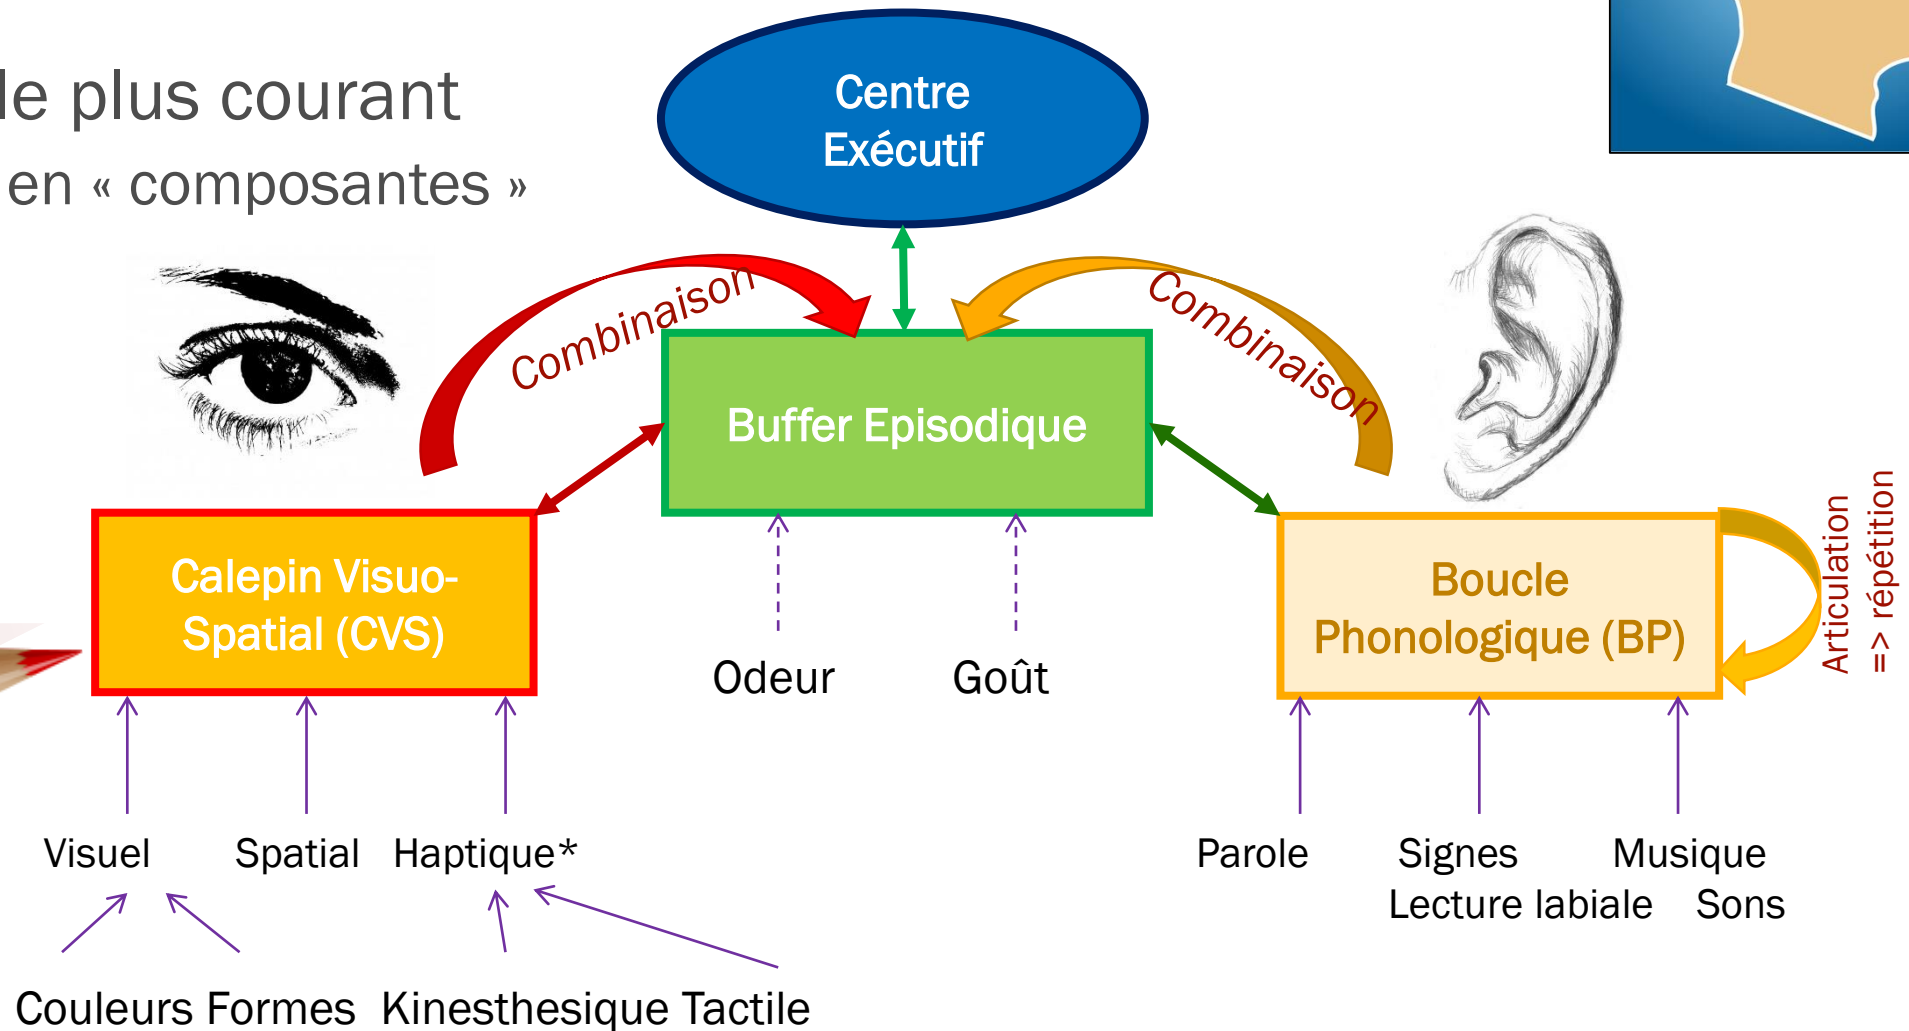 le plus courant
en « composantes »
Centre
Exécutif
Combinaison
Combinaison
Buffer Episodique
Calepin Visuo-
Spatial (CVS)
Boucle
Phonologique (BP)
Articulation
=> répétition
Odeur Goût
Visuel Spatial Haptique*
Parole Signes Musique
Lecture labiale Sons
Couleurs Formes Kinesthesique Tactile